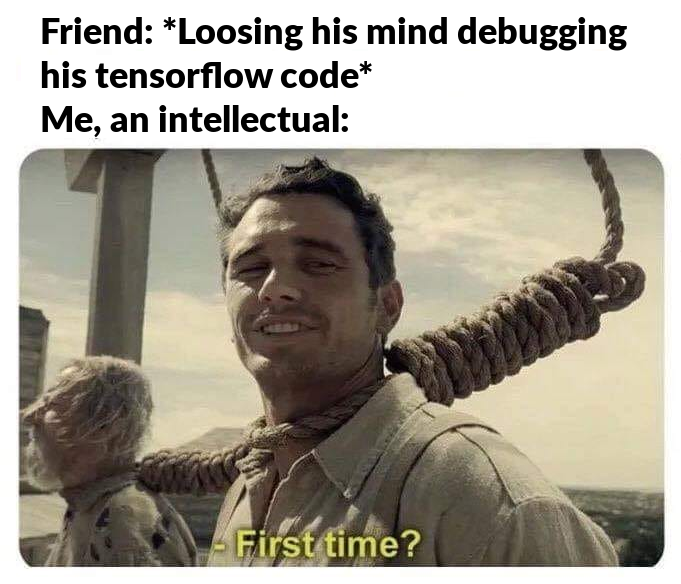 Friend: *Loosing his mind debugging
his tensorflow code*
Me, an intellectual:
- First time?